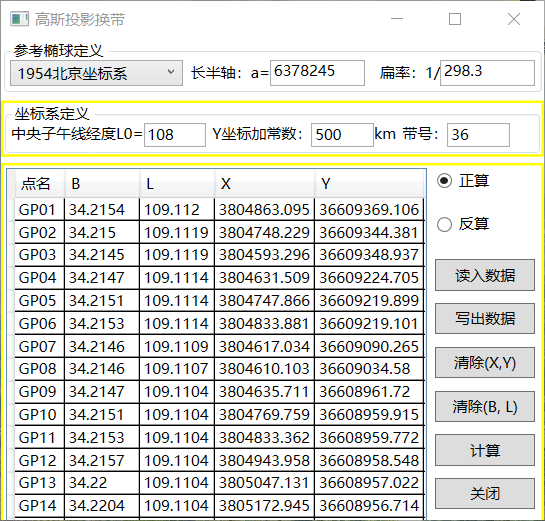 高斯投影换带
参考椭球定义
1954北京坐标系 长半轴：a= 6378245 扁率：1/ 298.3
坐标系定义
中央子午线经度L0= 108 Y坐标加常数： 500 km 带号： 36
点名 B L X Y
GP01 34.2154 109.112 3804863.095 36609369.106
GP02 34.215 109.1119 3804748.229 36609344.381
GP03 34.2145 109.1119 3804593.296 36609348.937
GP04 34.2147 109.1114 3804631.509 36609224.705
GP05 34.2151 109.1114 3804747.866 36609219.899
GP06 34.2153 109.1114 3804833.881 36609219.101
GP07 34.2146 109.1109 3804617.034 36609090.265
GP08 34.2146 109.1107 3804610.103 36609034.58
GP09 34.2147 109.1104 3804635.711 36608961.72
GP10 34.2151 109.1104 3804769.759 36608959.915
GP11 34.2153 109.1104 3804833.362 36608959.772
GP12 34.2157 109.1104 3804943.958 36608958.548
GP13 34.22 109.1104 3805047.131 36608957.022
GP14 34.2204 109.1104 3805172.945 36608956.714
正算
反算
读入数据
写出数据
清除(X,Y)
清除(B, L)
计算
关闭